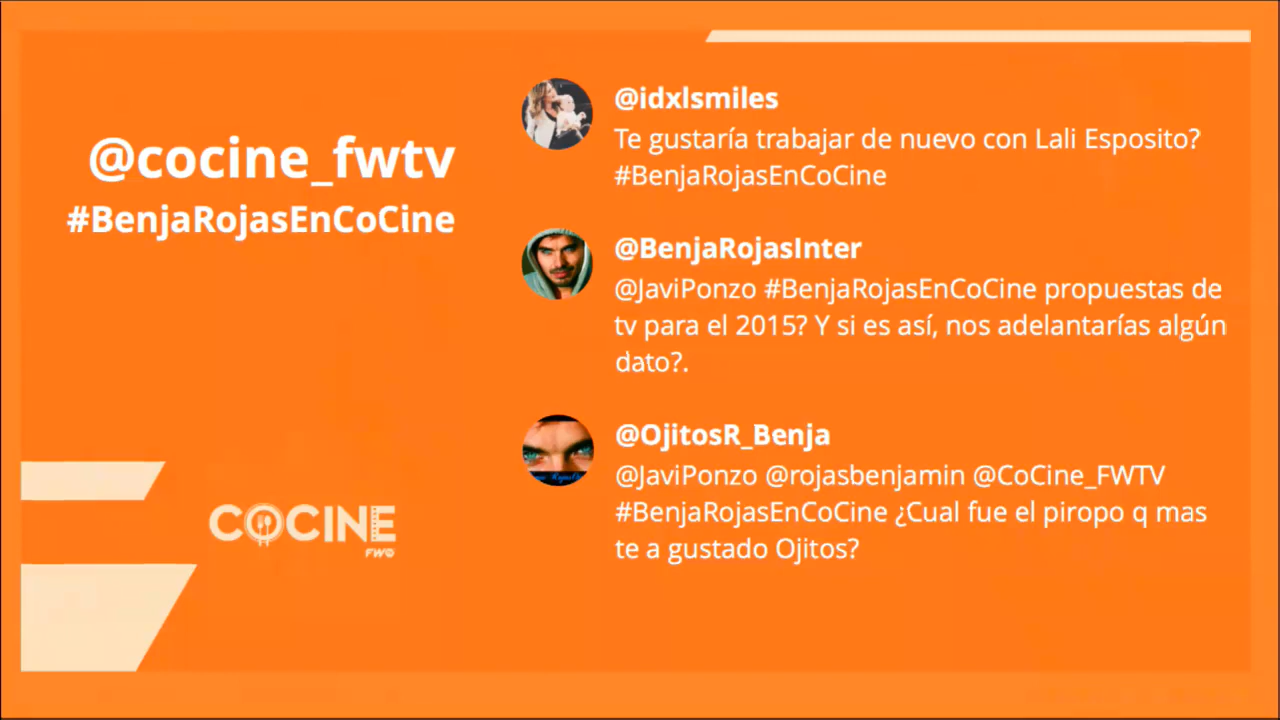 @cocine_fwtv
#BenjaRojasEnCoCine
COCINE
FWO
@idxlsmiles
Te gustaría trabajar de nuevo con Lali Esposito?
#BenjaRojasEnCoCine
@BenjaRojasInter
@JaviPonzo #BenjaRojasEnCoCine propuestas de
tv para el 2015? Y si es así, nos adelantarías algún
dato?.
@OjitosR_Benja
@JaviPonzo @rojasbenjamin @CoCine_FWTV
#BenjaRojasEnCoCine ¿Cual fue el piropo q mas
te a gustado Ojitos?